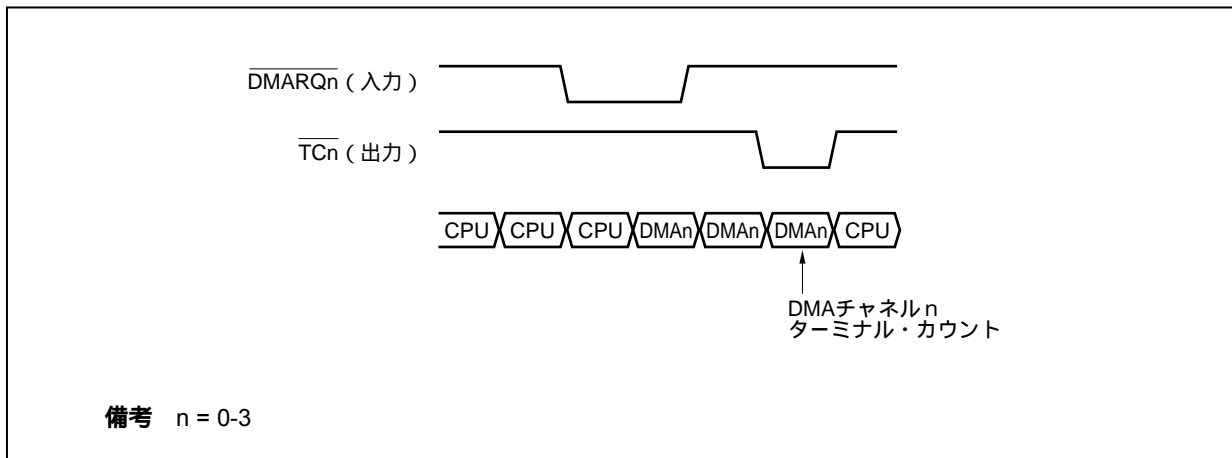 DMARQn（入力）
TCn（出力）
CPU CPU CPU DMAn DMAn DMAn CPU
DMAチャネルn
ターミナル・カウント
備考 n = 0-3